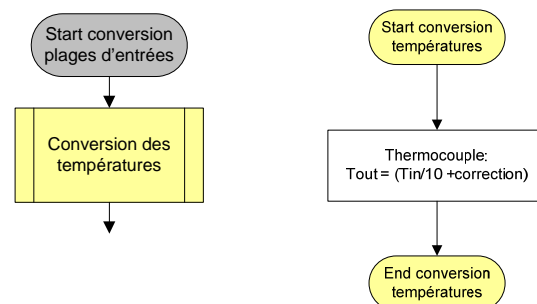 Start conversion
plages d'entrées
Conversion des
températures
Start conversion
températures
Thermocouple:
Tout = (Tin/10 +correction)
End conversion
températures